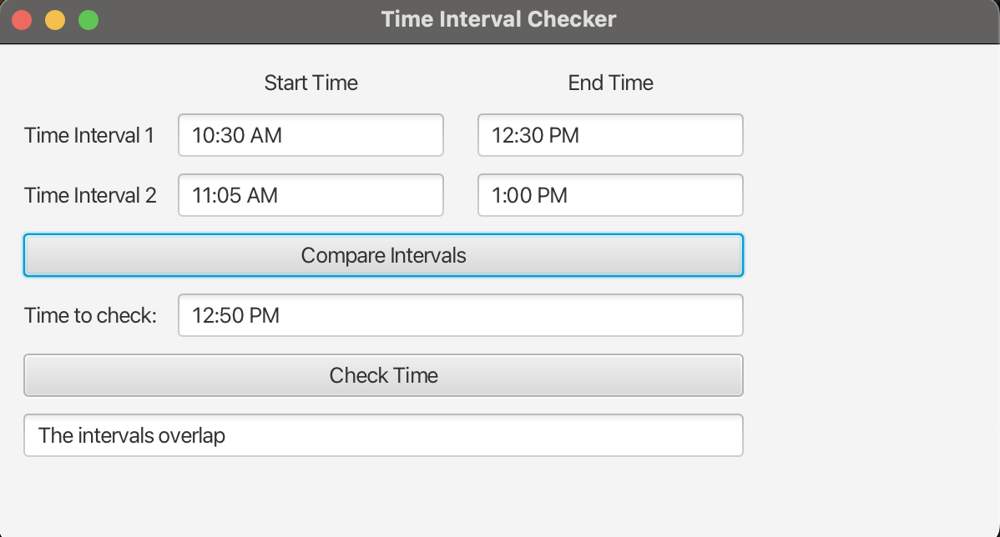 Time Interval Checker
Start Time End Time
Time Interval 1 10:30 AM 12:30 PM
Time Interval 2 11:05 AM 1:00 PM
Compare Intervals
Time to check: 12:50 PM
Check Time
The intervals overlap